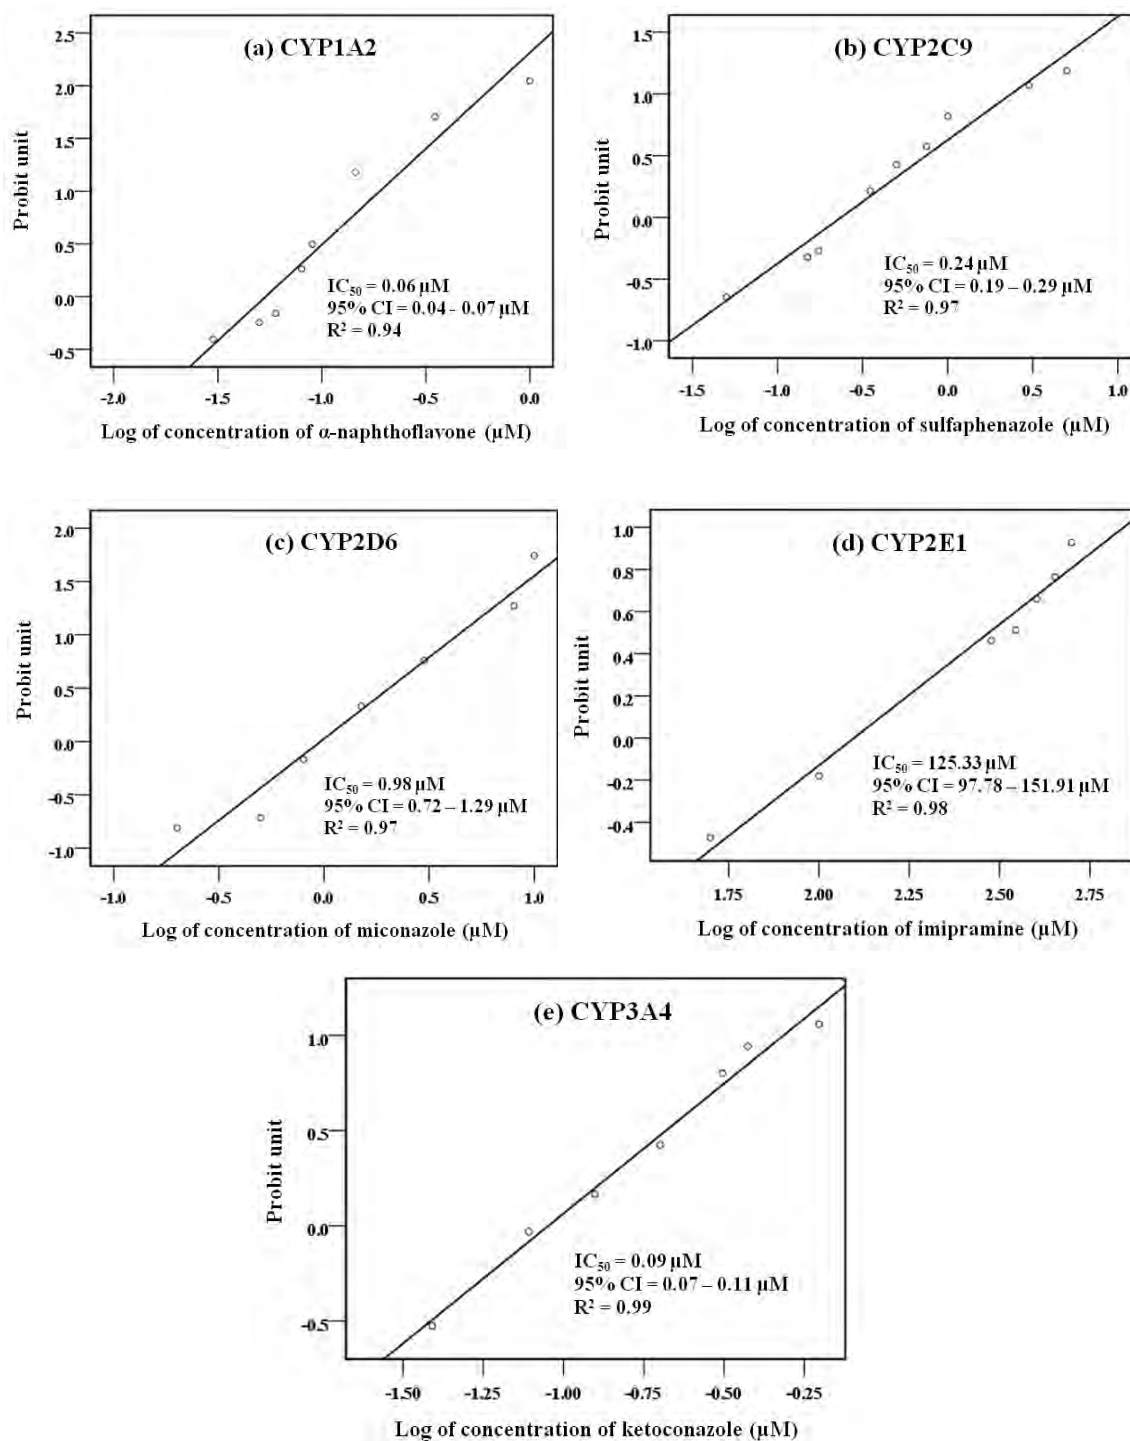 (a) CYP1A2
Probit unit
2.5
2.0
1.5
1.0
0.5
0.0
-0.5
IC50 = 0.06 µM
95% CI = 0.04 - 0.07 µM
R2 = 0.94
-2.0 -1.5 -1.0 -0.5 0.0
Log of concentration of α-naphthoflavone (µM)
(b) CYP2C9
Probit unit
1.5
1.0
0.5
0.0
-0.5
-1.0
IC50 = 0.24 µM
95% CI = 0.19 – 0.29 µM
R2 = 0.97
-1.5 -1.0 -0.5 0.0 0.5 1.0
Log of concentration of sulfaphenazole (µM)
(c) CYP2D6
Probit unit
2.0
1.5
1.0
0.5
0.0
-0.5
-1.0
IC50 = 0.98 µM
95% CI = 0.72 – 1.29 µM
R2 = 0.97
-1.0 -0.5 0.0 0.5 1.0
Log of concentration of miconazole (µM)
(d) CYP2E1
Probit unit
1.0
0.8
0.6
0.4
0.2
0.0
-0.2
-0.4
IC50 = 125.33 µM
95% CI = 97.78 – 151.91 µM
R2 = 0.98
1.75 2.00 2.25 2.50 2.75
Log of concentration of imipramine (µM)
(e) CYP3A4
Probit unit
1.0
0.5
0.0
-0.5
IC50 = 0.09 µM
95% CI = 0.07 – 0.11 µM
R2 = 0.99
-1.50 -1.25 -1.00 -0.75 -0.50 -0.25
Log of concentration of ketoconazole (µM)